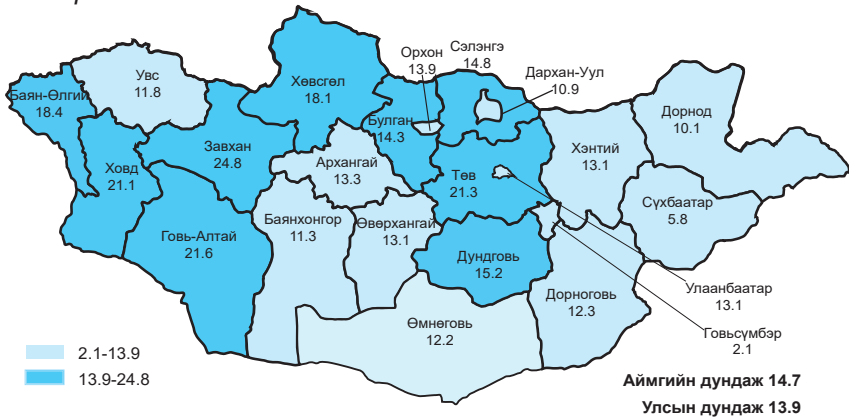 Увс
11.8
Баян-Өлгий
18.4
Ховд
21.1
Завхан
24.8
Говь-Алтай
21.6
Хөвсгөл
18.1
Архангай
13.3
Баянхонгор
11.3
Өвөрхангай
13.1
Орхон
13.9
Булган
14.3
Сэлэнгэ
14.8
Дархан-Уул
10.9
Төв
21.3
Дундговь
15.2
Өмнөговь
12.2
Дорноговь
12.3
Хэнтий
13.1
Дорнод
10.1
Сүхбаатар
5.8
Улаанбаатар
13.1
Говьсүмбэр
2.1
2.1-13.9
13.9-24.8
Аймгийн дундаж 14.7
Улсын дундаж 13.9